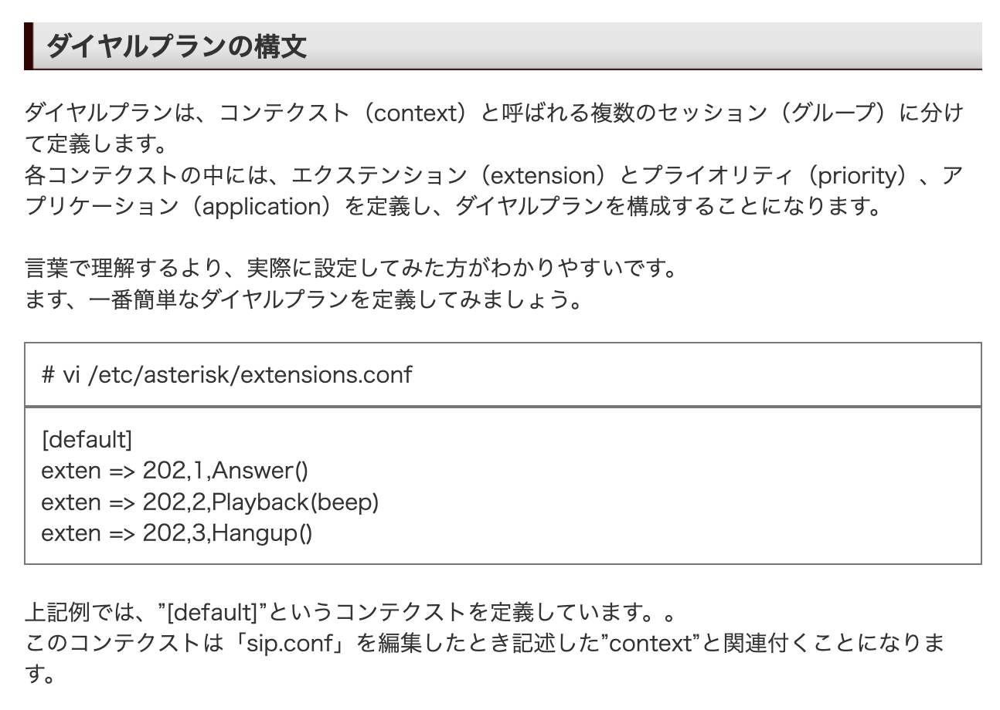 ダイヤルプランの構文
ダイヤルプランは、コンテクスト（context）と呼ばれる複数のセッション（グループ）に分け
て定義します。
各コンテクストの中には、エクステンション（extension）とプライオリティ（priority）、ア
プリケーション（application）を定義し、ダイヤルプランを構成することになります。
言葉で理解するより、実際に設定してみた方がわかりやすいです。
ます、一番簡単なダイヤルプランを定義してみましょう。
# vi /etc/asterisk/extensions.conf
[default]
exten => 202,1,Answer()
exten => 202,2,Playback(beep)
exten => 202,3,Hangup()
上記例では、”[default]”というコンテクストを定義しています。。
このコンテクストは「sip.conf」を編集したとき記述した”context”と関連付くことになりま
す。